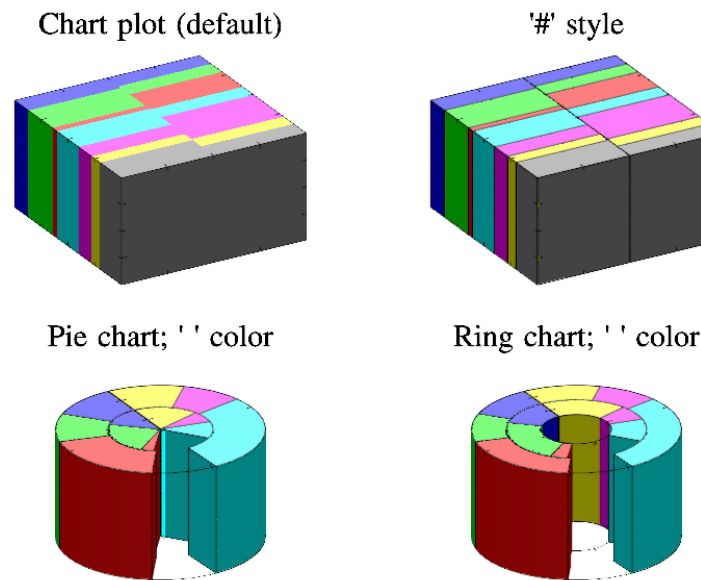 Chart plot (default)
'#' style
Pie chart; ' ' color
Ring chart; ' ' color